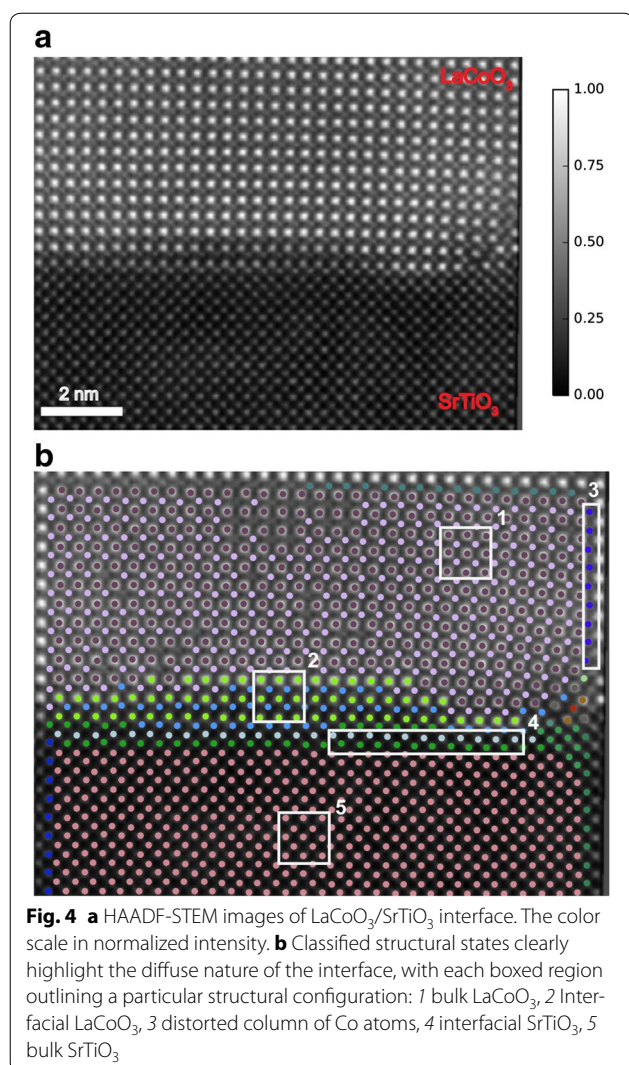 a
LaCoO3
1.00
0.75
0.50
0.25
0.00
2 nm
SrTiO3
b
3
1
2
4
5
Fig. 4 a HAADF-STEM images of LaCoO3/SrTiO3 interface. The color
scale in normalized intensity. b Classified structural states clearly
highlight the diffuse nature of the interface, with each boxed region
outlining a particular structural configuration: 1 bulk LaCoO3, 2 Inter-
facial LaCoO3, 3 distorted column of Co atoms, 4 interfacial SrTiO3, 5
bulk SrTiO3